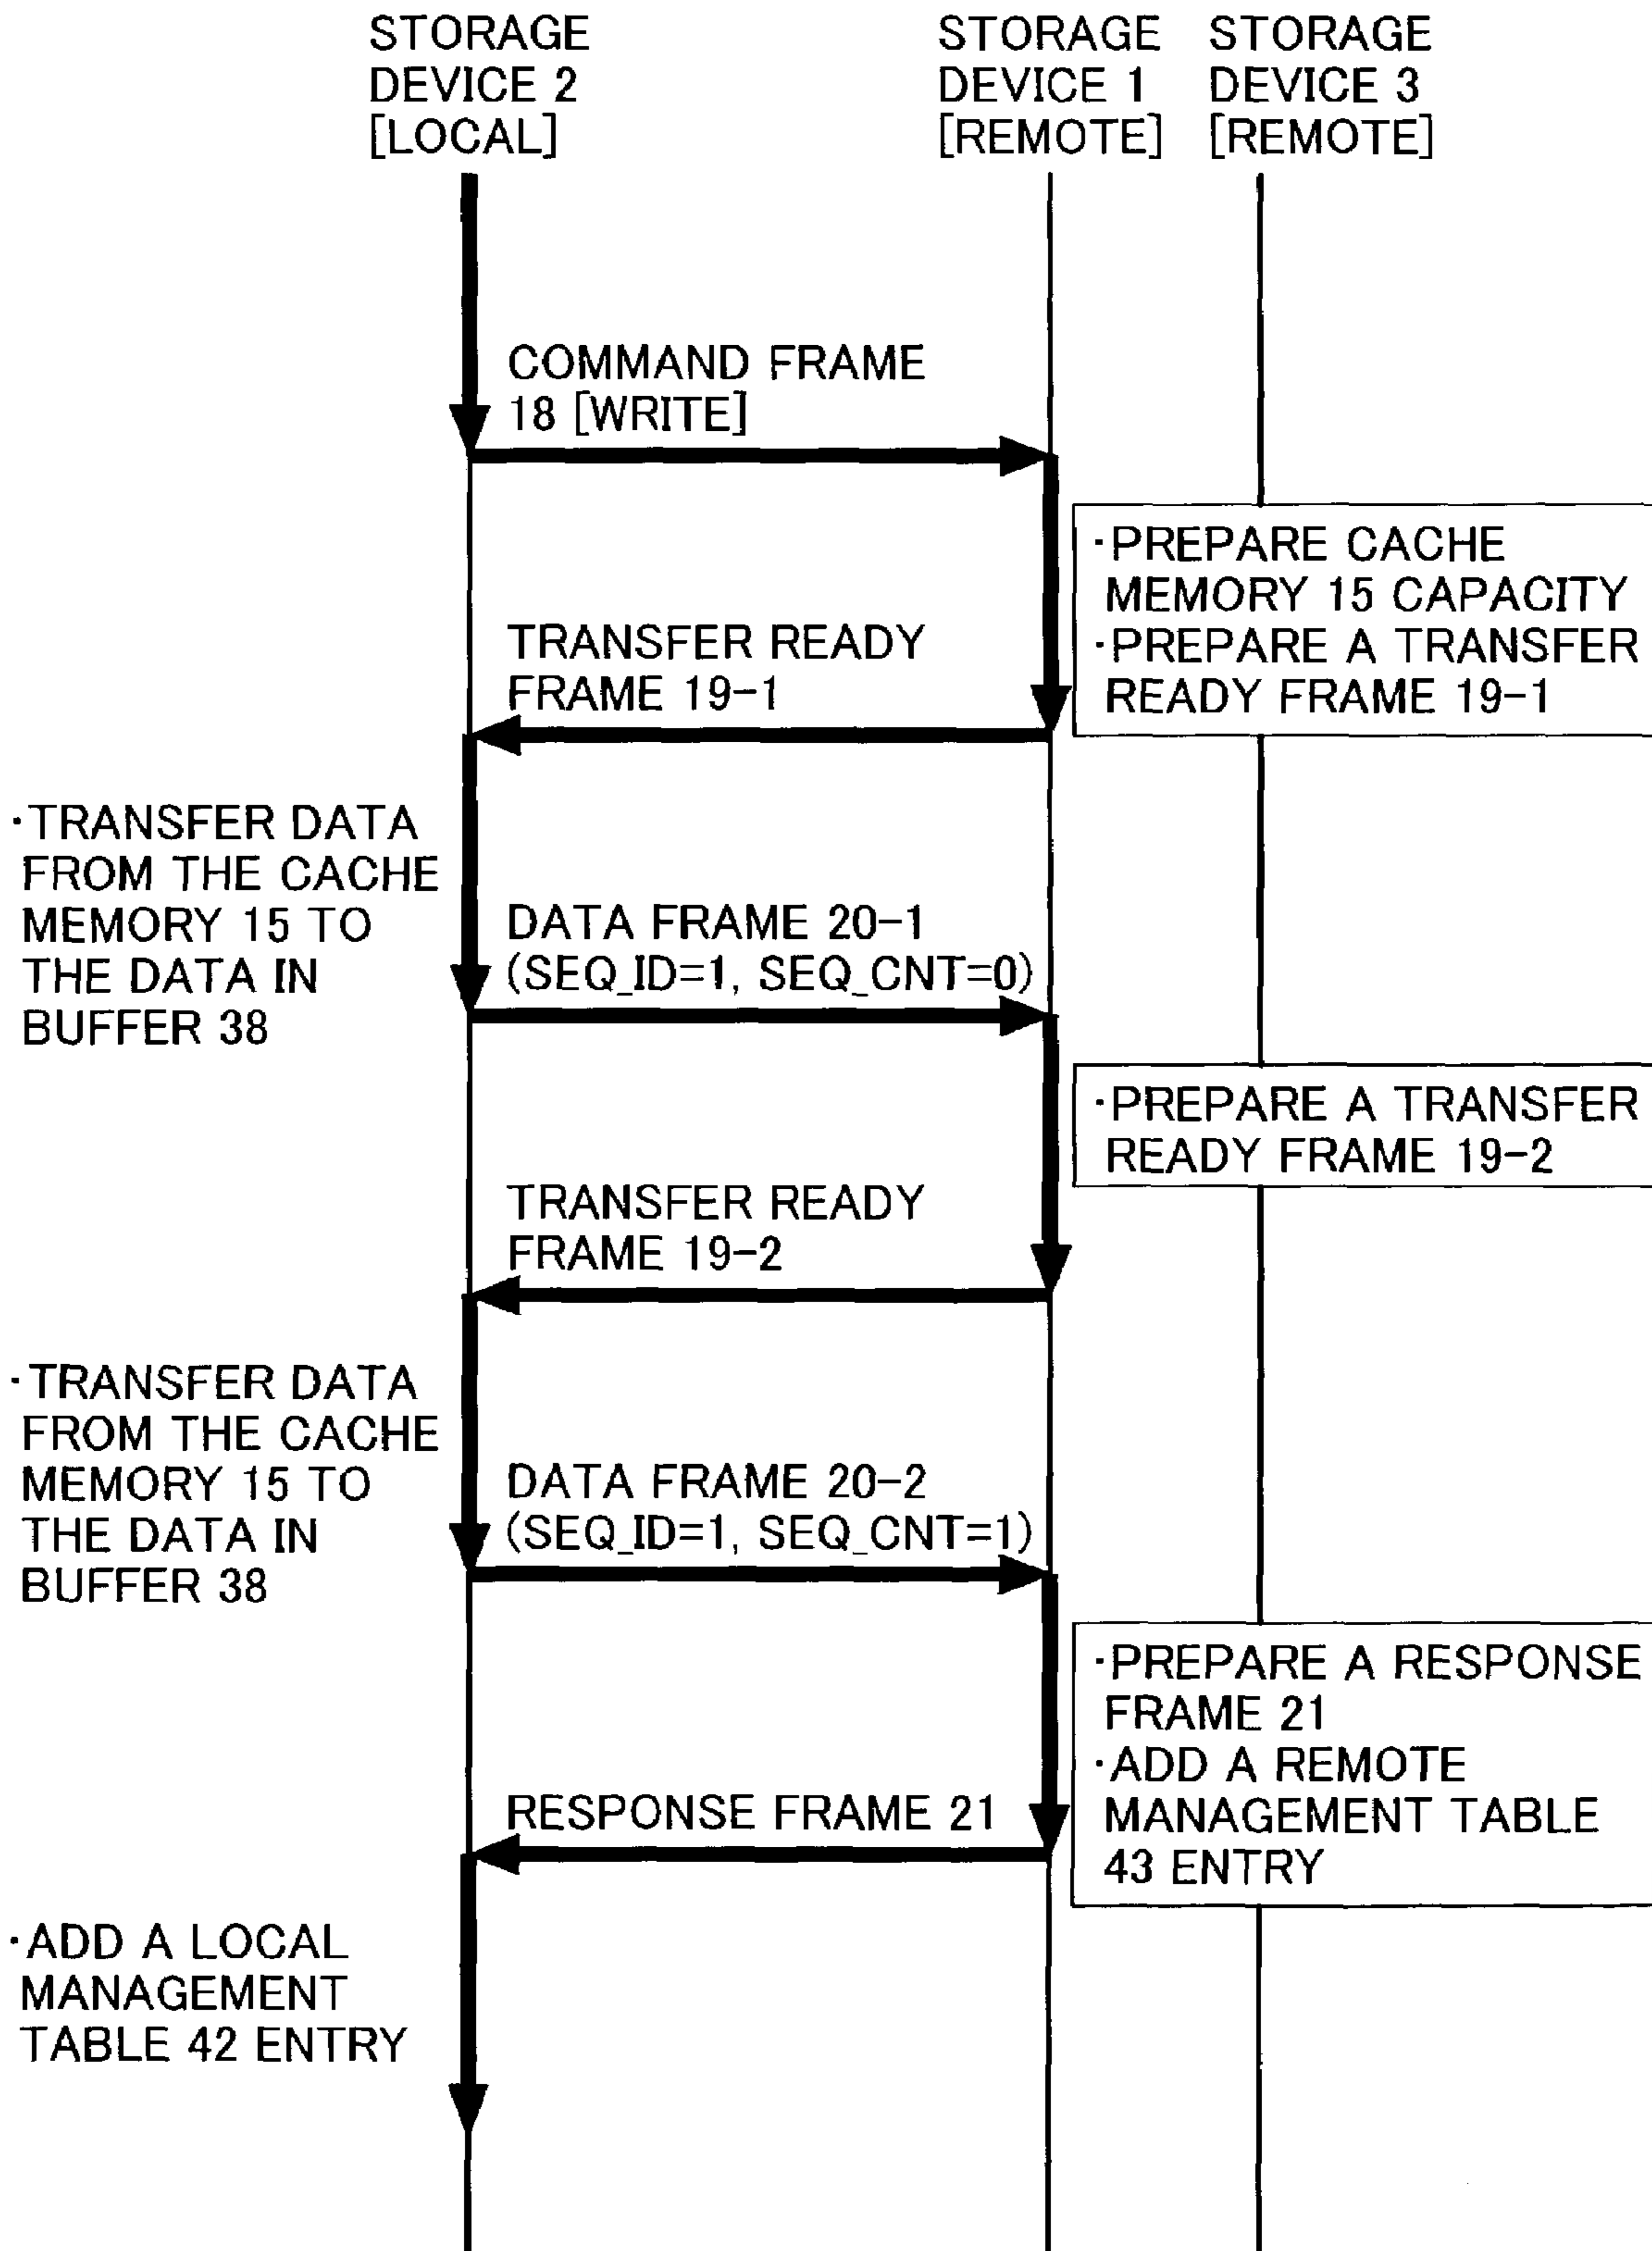 STORAGE
DEVICE 2
[LOCAL]
STORAGE
DEVICE 1
[REMOTE]
STORAGE
DEVICE 3
[REMOTE]
COMMAND FRAME
18 [WRITE]
·PREPARE CACHE
MEMORY 15 CAPACITY
·PREPARE A TRANSFER
READY FRAME 19-1
TRANSFER READY
FRAME 19-1
·TRANSFER DATA
FROM THE CACHE
MEMORY 15 TO
THE DATA IN
BUFFER 38
DATA FRAME 20-1
(SEQ_ID=1, SEQ_CNT=0)
·PREPARE A TRANSFER
READY FRAME 19-2
TRANSFER READY
FRAME 19-2
·TRANSFER DATA
FROM THE CACHE
MEMORY 15 TO
THE DATA IN
BUFFER 38
DATA FRAME 20-2
(SEQ_ID=1, SEQ_CNT=1)
·PREPARE A RESPONSE
FRAME 21
·ADD A REMOTE
MANAGEMENT TABLE
43 ENTRY
RESPONSE FRAME 21
·ADD A LOCAL
MANAGEMENT
TABLE 42 ENTRY